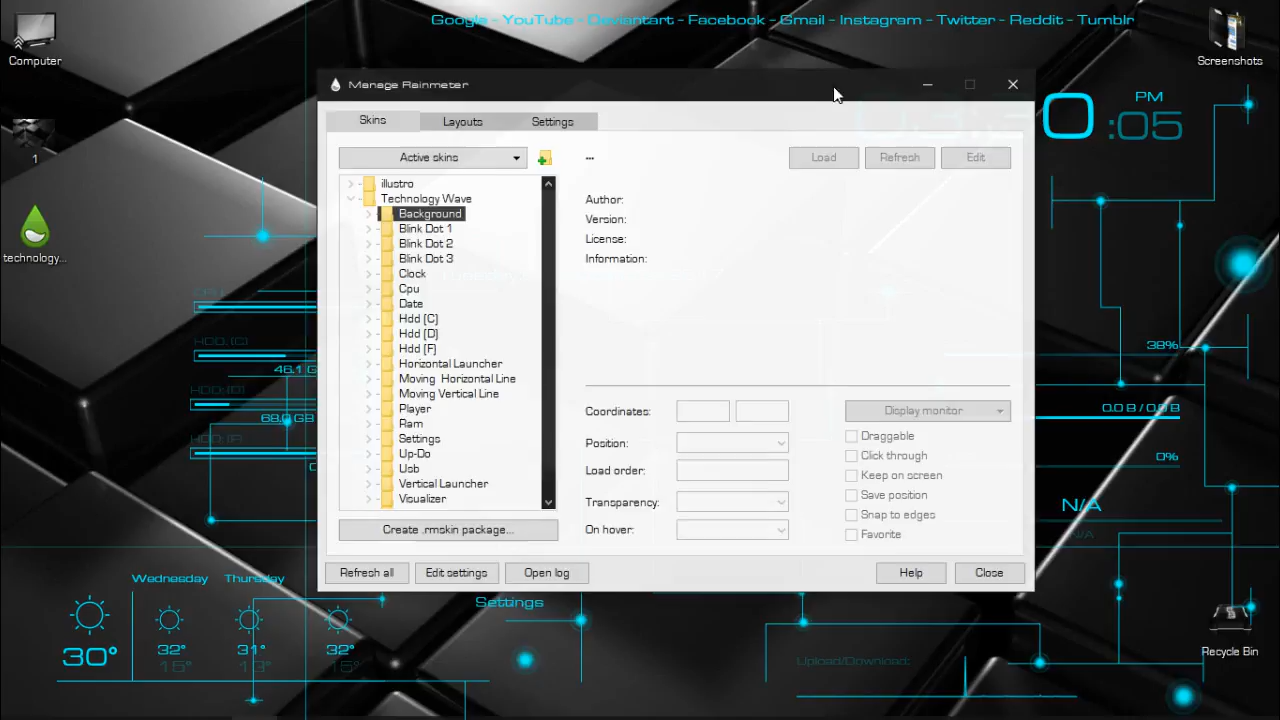 Google - YouTube - Deviantart - Facebook - Gmail - Instagram - Twitter - Reddit - Tumblr
Computer
Screenshots
Manage Rainmeter
PM
:05
Skins
Layouts
Settings
1
Active skins
...
Load
Refresh
Edit
illustro
Technology Wave
Background
Blink Dot 1
Blink Dot 2
Blink Dot 3
Clock
Cpu
Date
Hdd [C]
Hdd [D]
Hdd [F]
Horizontal Launcher
Moving Horizontal Line
Moving Vertical Line
Player
Ram
Settings
Up-Do
Usb
Vertical Launcher
Visualizer
Author:
Version:
License:
Information:
technology...
38%
46.1 G
68.9 GB
0.0 B / 0.0 B
0%
N/A
N/A
Coordinates:
Display monitor
Position:
Load order:
Transparency:
On hover:
Draggable
Click through
Keep on screen
Save position
Snap to edges
Favorite
Create .rmskin package...
Refresh all
Edit settings
Open log
Help
Close
Wednesday
Thursday
Settings
30°
32°
15°
31°
13°
32°
15°
Upload/Download:
Recycle Bin